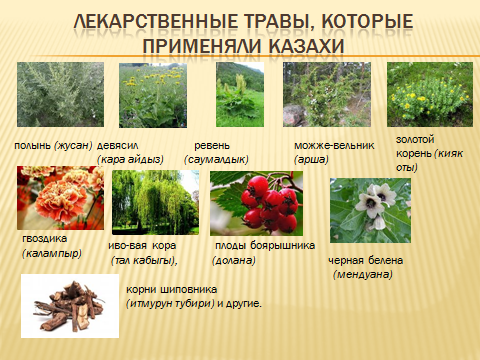 ЛЕКАРСТВЕННЫЕ ТРАВЫ, КОТОРЫЕ
ПРИМЕНЯЛИ КАЗАХИ
полынь (жусан)
девясил
(кара айдыз)
ревень
(саумалдык)
можже-вельник
(арша)
золотой
корень (кияк
оты)
гвоздика
(калампыр)
иво-вая кора
(тал кабыгы),
плоды боярышника
(долана)
черная белена
(мендуана)
корни шиповника
(итмурун тубири) и другие.